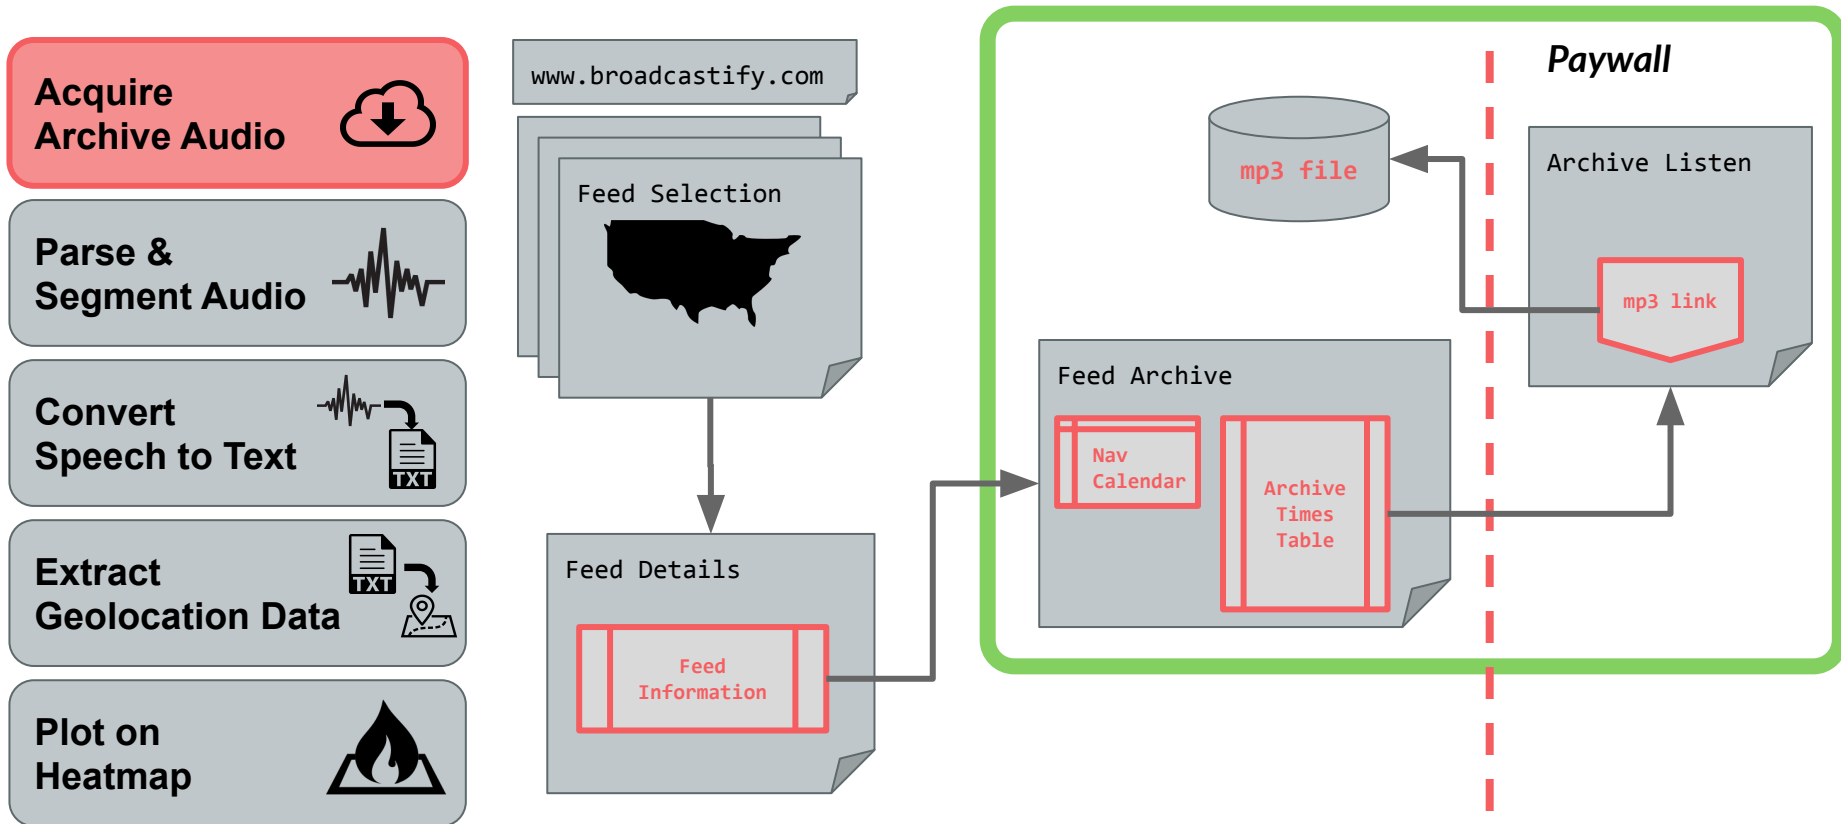 Acquire
Archive Audio
Parse &
Segment Audio
Convert
Speech to Text
TXT
Extract
Geolocation Data
TXT
Plot on
Heatmap
www.broadcastify.com
Feed Selection
Feed Details
Feed
Information
Feed Archive
Nav
Calendar
Archive
Times
Table
mp3 file
Paywall
Archive Listen
mp3 link